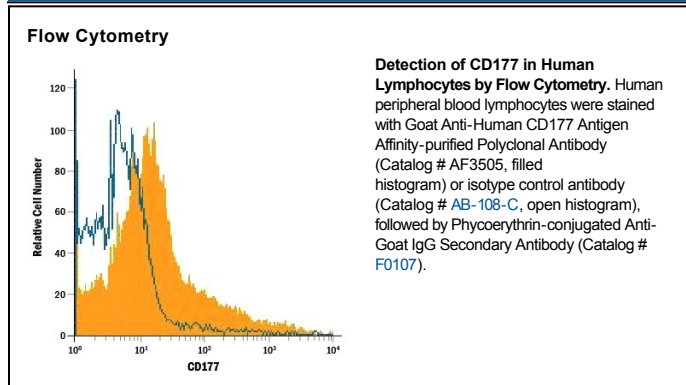 Flow Cytometry
Relative Cell Number
120
100
80
60
40
20
0
10⁰
10¹
10²
10³
10⁴
CD177
Detection of CD177 in Human
Lymphocytes by Flow Cytometry. Human
peripheral blood lymphocytes were stained
with Goat Anti-Human CD177 Antigen
Affinity-purified Polyclonal Antibody
(Catalog # AF3505, filled
histogram) or isotype control antibody
(Catalog # AB-108-C, open histogram),
followed by Phycoerythrin-conjugated Anti-
Goat IgG Secondary Antibody (Catalog #
F0107).